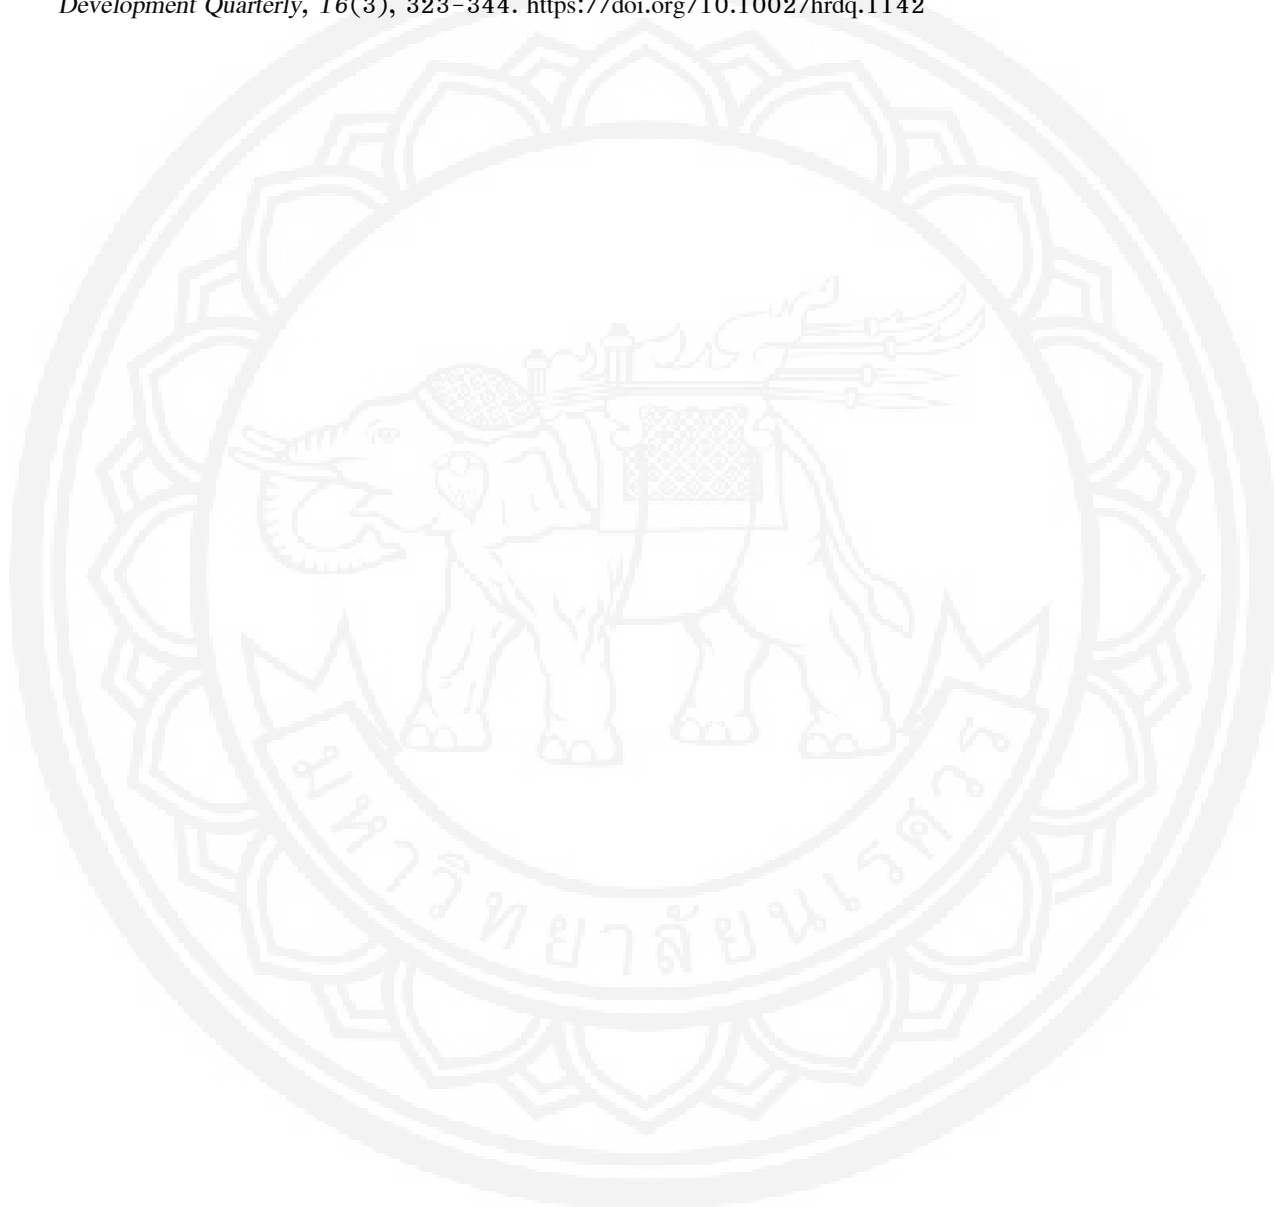 Development Quarterly, 16(3), 323-344. https://doi.org/10.1002/hrdq.1142
มหาวิทยาลัยนเรศวร